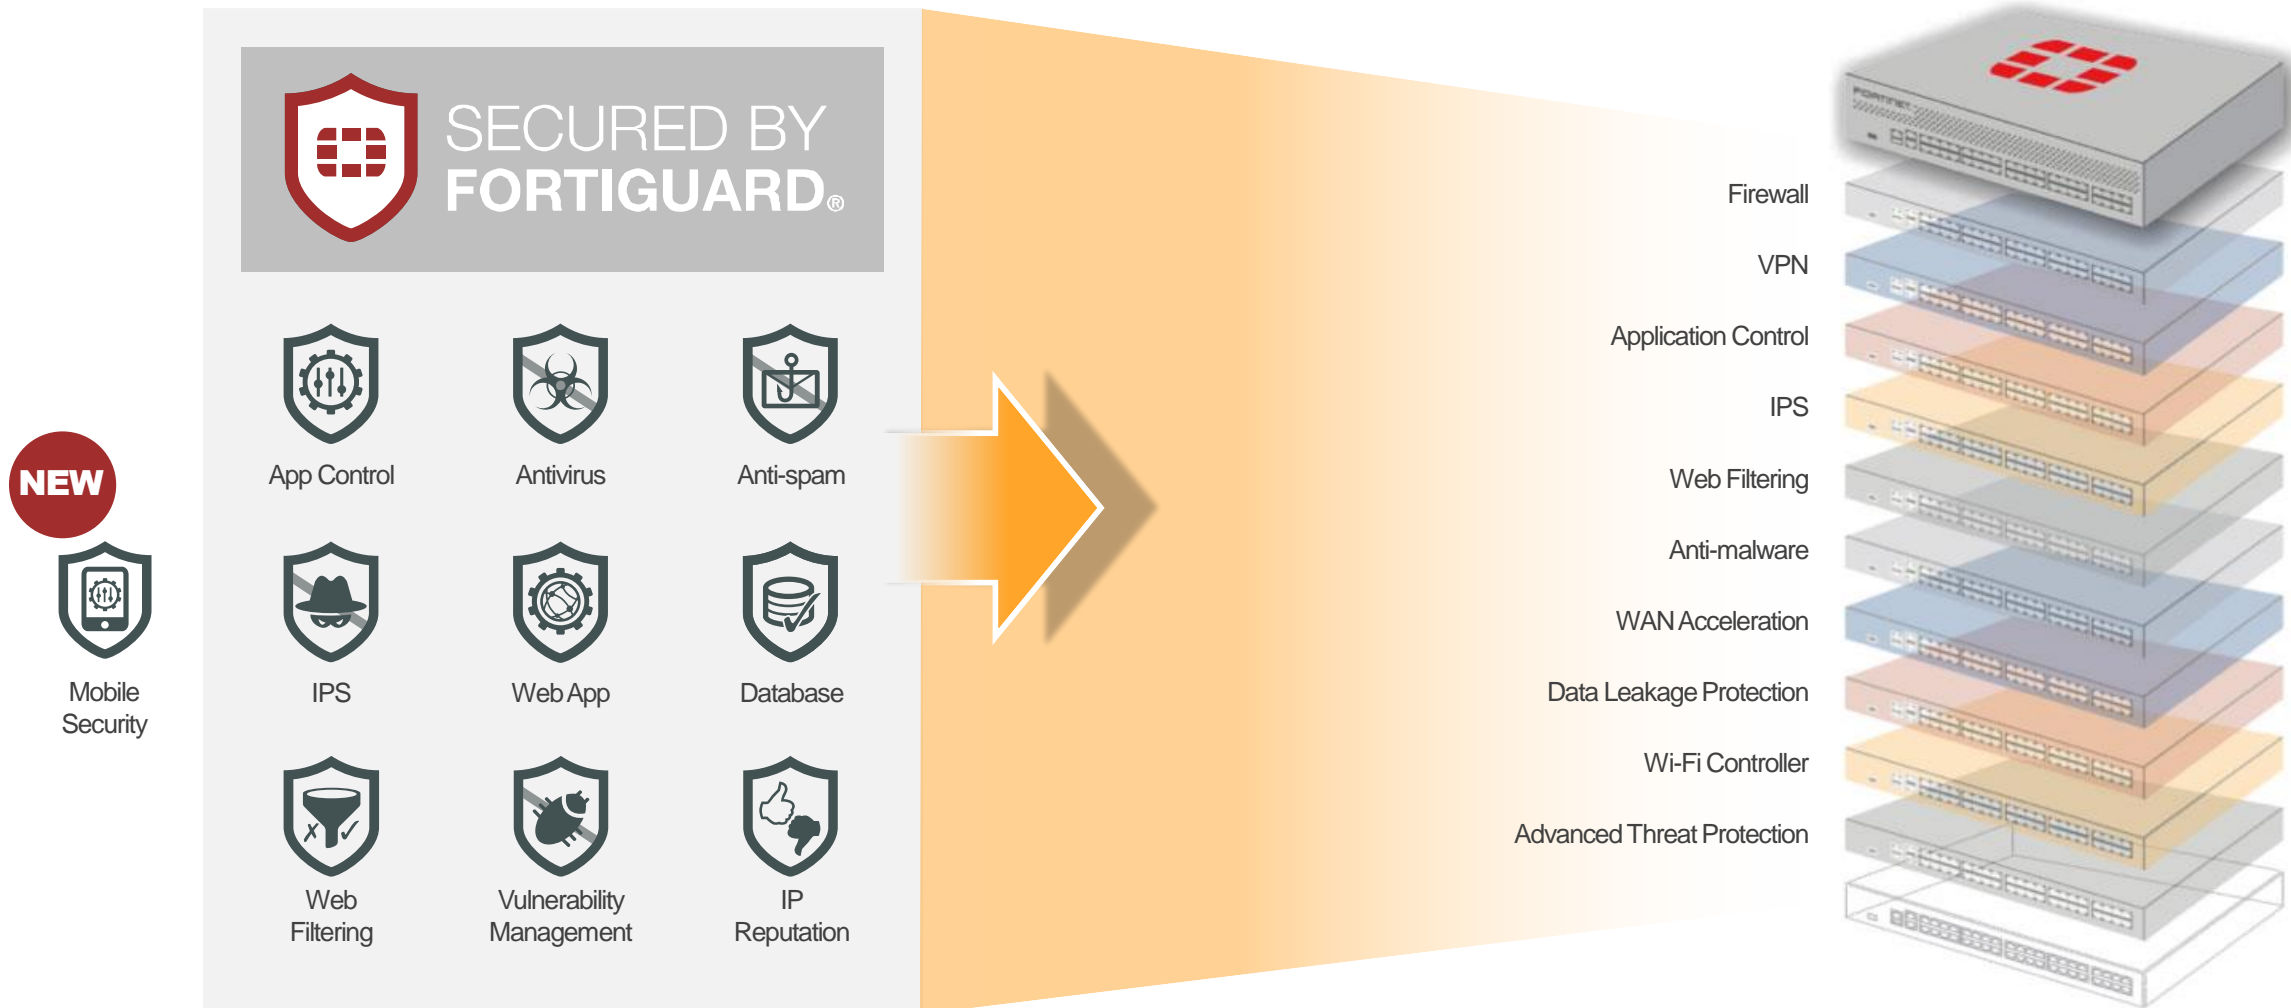 SECURED BY
FORTIGUARD®
App Control
Antivirus
Anti-spam
NEW
Mobile
Security
IPS
Web App
Database
Web
Filtering
Vulnerability
Management
IP
Reputation
FORTINET
Firewall
VPN
Application Control
IPS
Web Filtering
Anti-malware
WAN Acceleration
Data Leakage Protection
Wi-Fi Controller
Advanced Threat Protection